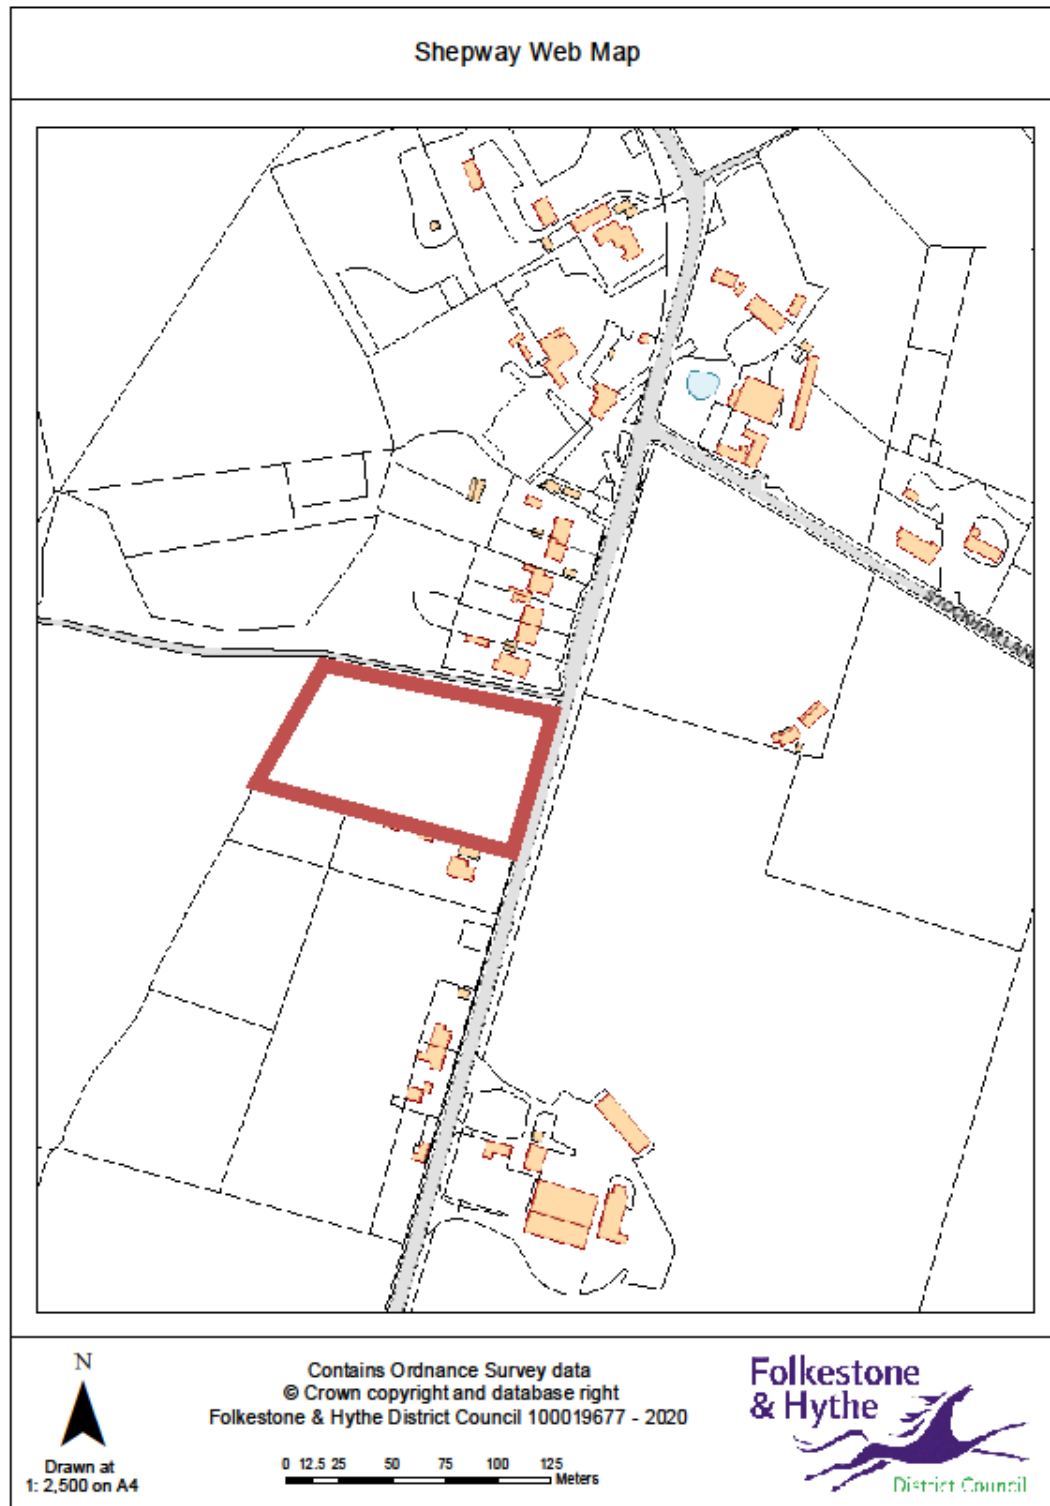 Shepway Web Map
STOCKHAM LAN
N
Drawn at
1: 2,500 on A4
Contains Ordnance Survey data
© Crown copyright and database right
Folkestone & Hythe District Council 100019677 - 2020
0 12.5 25 50 75 100 125
Meters
Folkestone
& Hythe
District Council